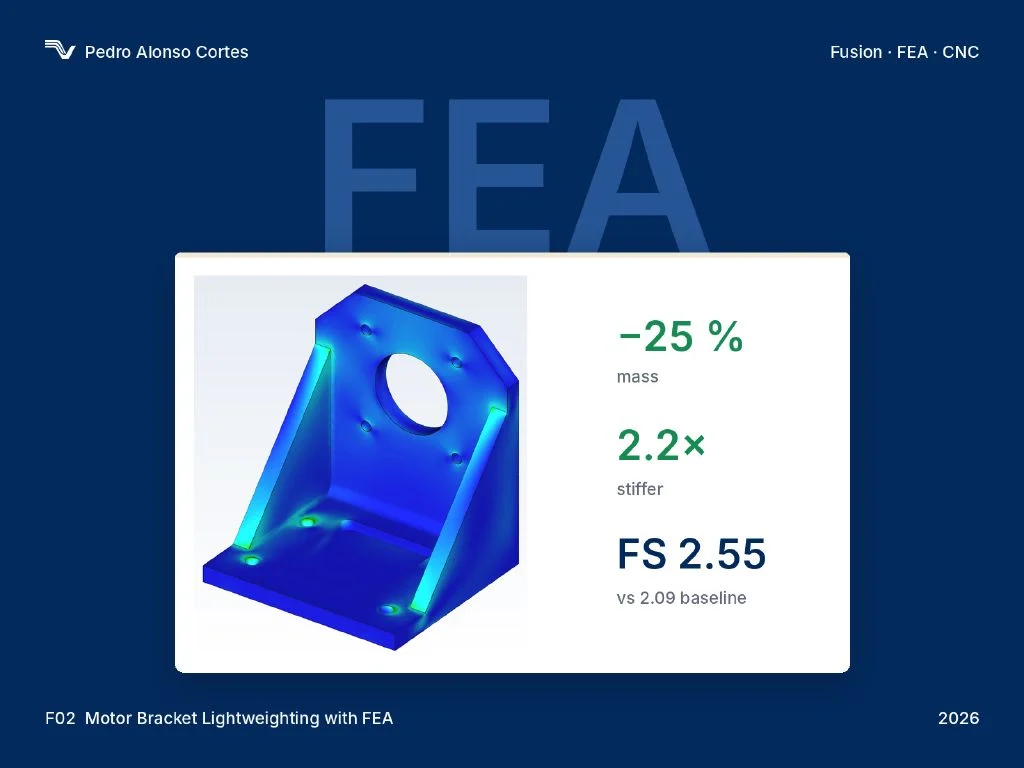 Pedro Alonso Cortes
Fusion · FEA · CNC
FEA
−25 %
mass
2.2×
stiffer
FS 2.55
vs 2.09 baseline
F02 Motor Bracket Lightweighting with FEA
2026